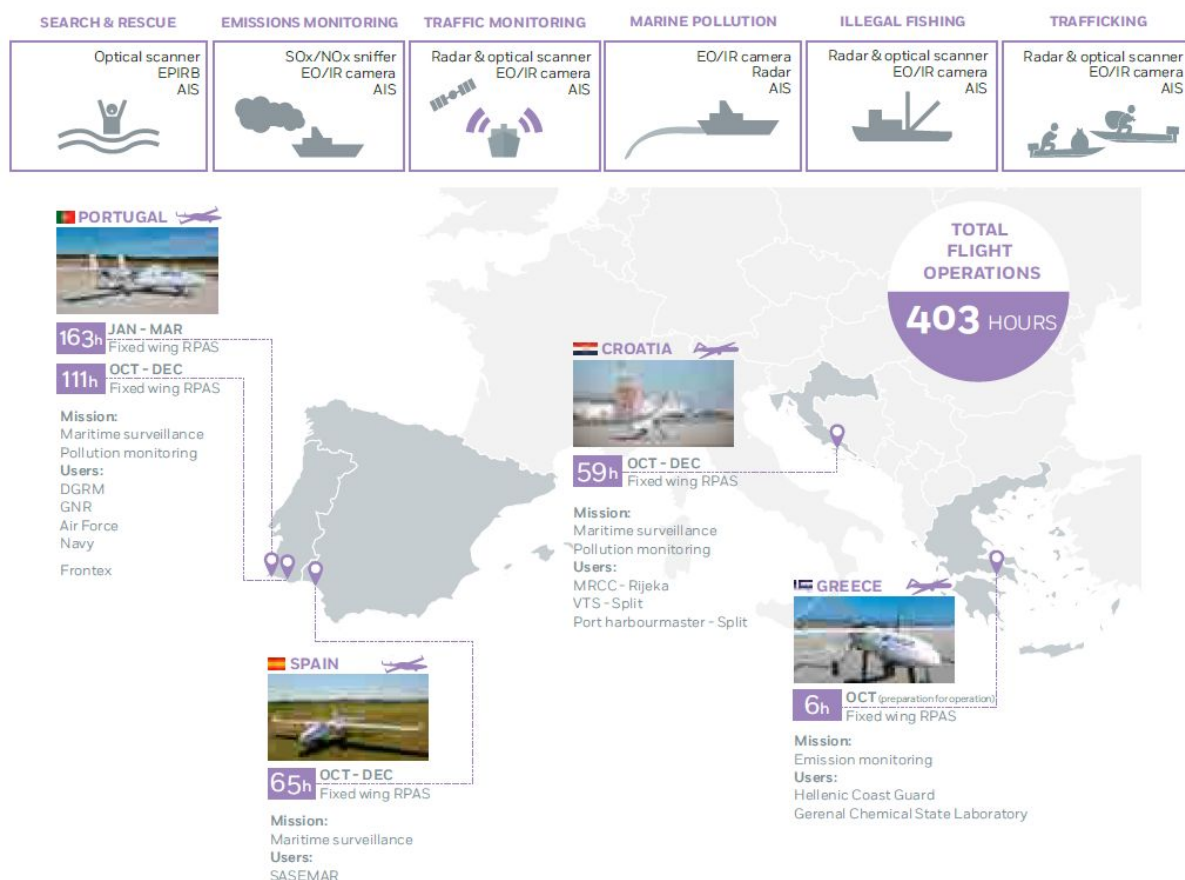 SEARCH & RESCUE
Optical scanner
EPIRB
AIS
EMISSIONS MONITORING
SOx/NOx sniffer
EO/IR camera
AIS
TRAFFIC MONITORING
Radar & optical scanner
EO/IR camera
AIS
MARINE POLLUTION
EO/IR camera
Radar
AIS
ILLEGAL FISHING
Radar & optical scanner
EO/IR camera
AIS
TRAFFICKING
Radar & optical scanner
EO/IR camera
AIS
TOTAL
FLIGHT
OPERATIONS
403 HOURS
PORTUGAL
163h JAN - MAR
Fixed wing RPAS
111h OCT - DEC
Fixed wing RPAS
Mission:
Maritime surveillance
Pollution monitoring
Users:
DGRM
GNR
Air Force
Navy
Frontex
CROATIA
59h OCT - DEC
Fixed wing RPAS
Mission:
Maritime surveillance
Pollution monitoring
Users:
MRCC - Rijeka
VTS - Split
Port harbourmaster - Split
GREECE
6h OCT (preparation for operation)
Fixed wing RPAS
Mission:
Emission monitoring
Users:
Hellenic Coast Guard
Gerenal Chemical State Laboratory
SPAIN
65h OCT - DEC
Fixed wing RPAS
Mission:
Maritime surveillance
Users:
SASEMAR